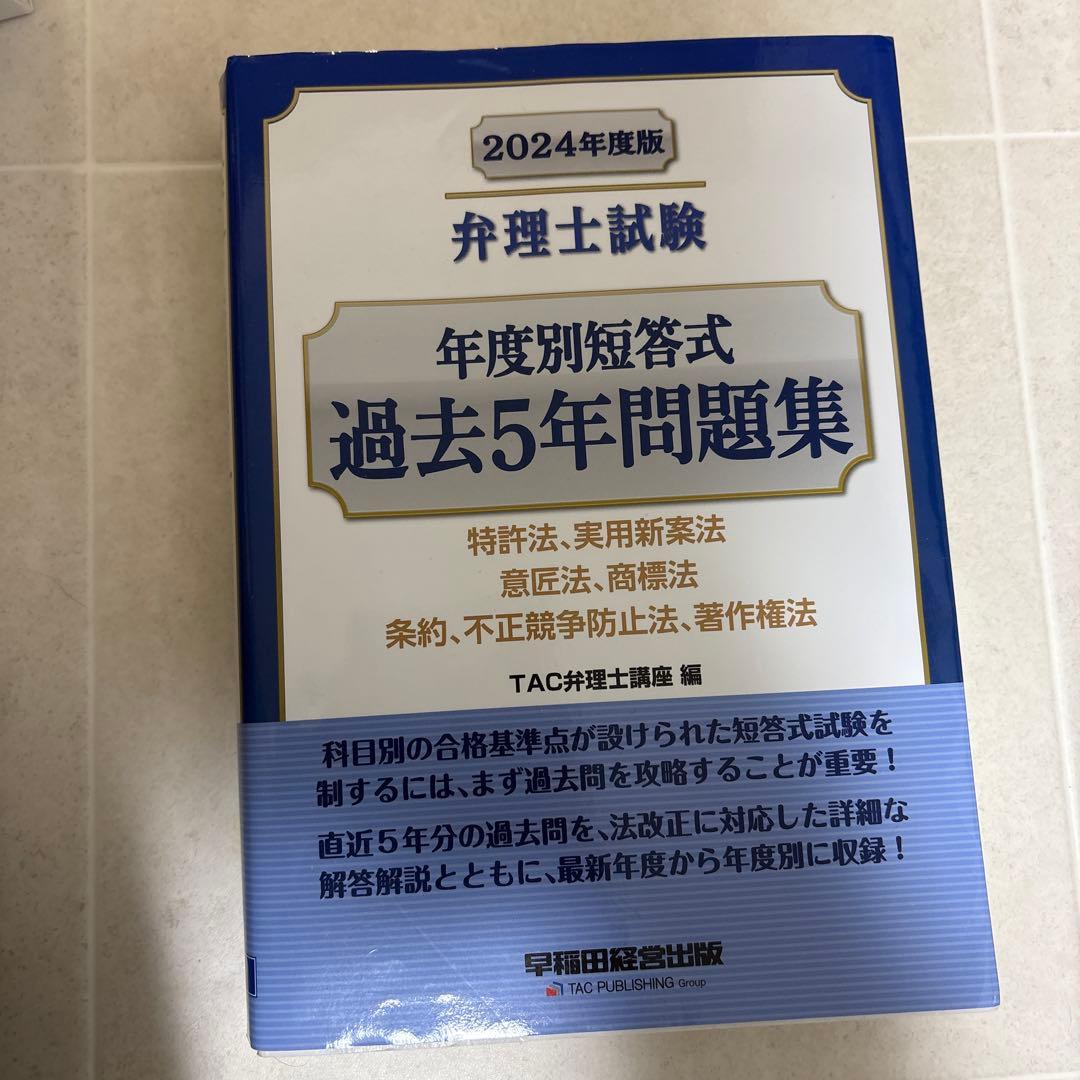 2024年度版
弁理士試験
年度別短答式
過去5年問題集
特許法、実用新案法
意匠法、商標法
条約、不正競争防止法、著作権法
TAC弁理士講座 編
科目別の合格基準点が設けられた短答式試験を
制するには、まず過去問を攻略することが重要！
直近5年分の過去問を、法改正に対応した詳細な
解答解説とともに、最新年度から年度別に収録！
早稲田経営出版
TAC PUBLISHING Group